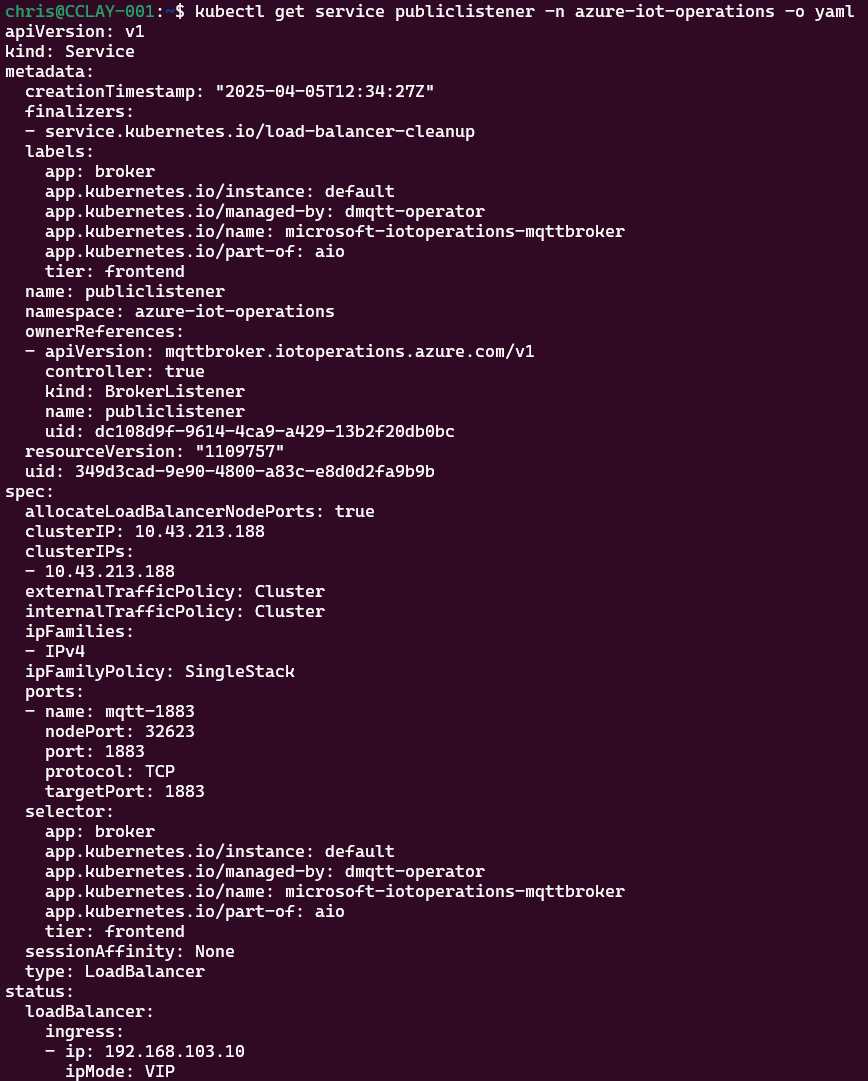 chris@CCLAY-001:~$ kubectl get service publiclistener -n azure-iot-operations -o yaml
apiVersion: v1
kind: Service
metadata:
  creationTimestamp: "2025-04-05T12:34:27Z"
  finalizers:
  - service.kubernetes.io/load-balancer-cleanup
  labels:
    app: broker
    app.kubernetes.io/instance: default
    app.kubernetes.io/managed-by: dmqtt-operator
    app.kubernetes.io/name: microsoft-iotoperations-mqttbroker
    app.kubernetes.io/part-of: aio
    tier: frontend
  name: publiclistener
  namespace: azure-iot-operations
  ownerReferences:
  - apiVersion: mqttbroker.iotoperations.azure.com/v1
    controller: true
    kind: BrokerListener
    name: publiclistener
    uid: dc108d9f-9614-4ca9-a429-13b2f20db0bc
  resourceVersion: "1109757"
  uid: 349d3cad-9e90-4800-a83c-e8d0d2fa9b9b
spec:
  allocateLoadBalancerNodePorts: true
  clusterIP: 10.43.213.188
  clusterIPs:
  - 10.43.213.188
  externalTrafficPolicy: Cluster
  internalTrafficPolicy: Cluster
  ipFamilies:
  - IPv4
  ipFamilyPolicy: SingleStack
  ports:
  - name: mqtt-1883
    nodePort: 32623
    port: 1883
    protocol: TCP
    targetPort: 1883
  selector:
    app: broker
    app.kubernetes.io/instance: default
    app.kubernetes.io/managed-by: dmqtt-operator
    app.kubernetes.io/name: microsoft-iotoperations-mqttbroker
    app.kubernetes.io/part-of: aio
    tier: frontend
  sessionAffinity: None
  type: LoadBalancer
status:
  loadBalancer:
    ingress:
    - ip: 192.168.103.10
      ipMode: VIP